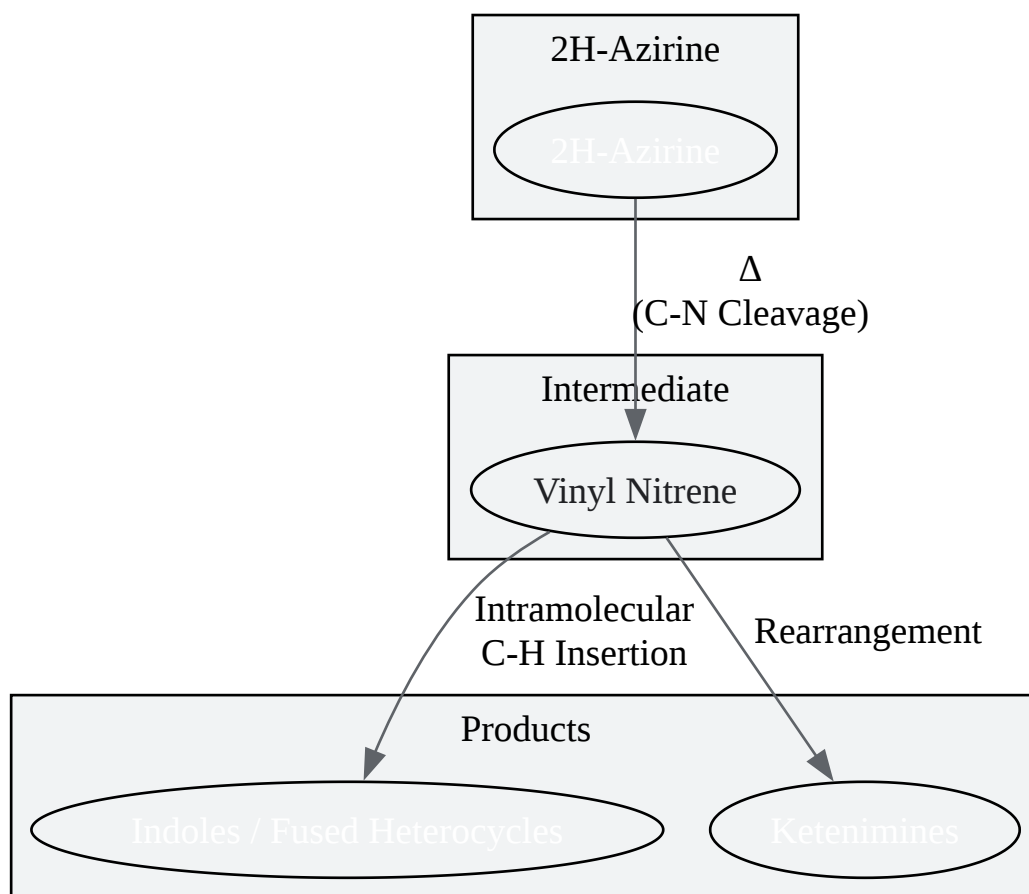 2H-Azirine
2H-Azirine
Δ
(C-N Cleavage)
Intermediate
Vinyl Nitrene
Intramolecular
C-H Insertion
Rearrangement
Products
Indoles / Fused Heterocycles
Ketenimines